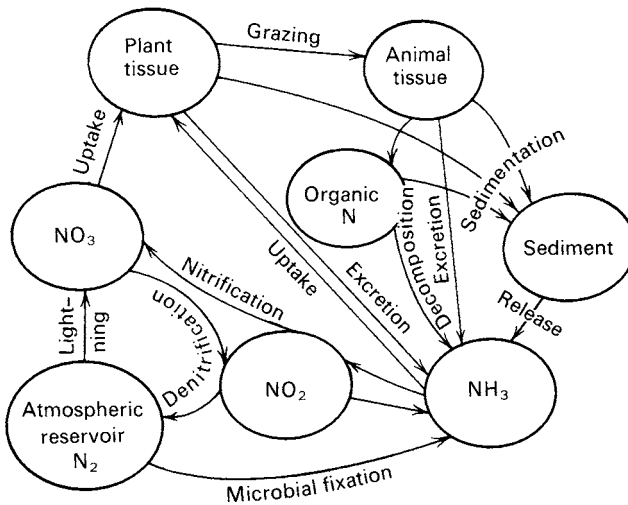 Grazing
Plant
tissue
Animal
tissue
Uptake
Sedimentation
Organic
N
Sediment
NO₃
Nitrification
Uptake
Excretion
Decomposition
Excretion
Release
Light-
ning
Denitrification
NO₂
NH₃
Atmospheric
reservoir
N₂
Microbial fixation